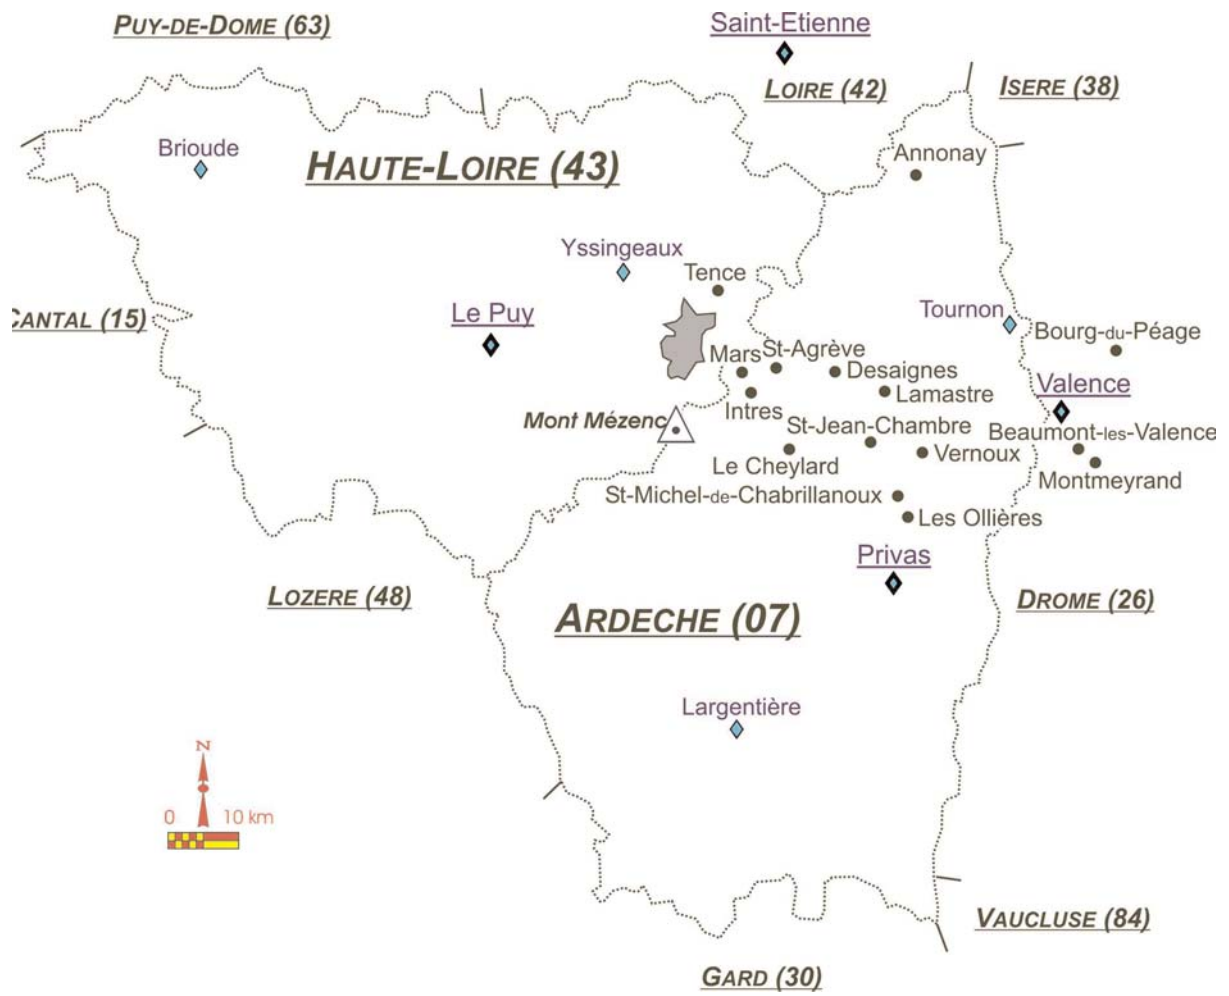 Saint-Etienne
PUY-DE-DOME (63)
LOIRE (42)
ISERE (38)
Brioude
HAUTE-LOIRE (43)
Annonay
Yssingeaux
Tence
CANTAL (15)
Le Puy
Tournon
Bourg-du-Péage
Mars
St-Agrève
Desaignes
Valence
Intres
Lamastre
Mont Mézenc
St-Jean-Chambre
Beaumont-les-Valence
Le Cheylard
Vernoux
Montmeyrand
St-Michel-de-Chabrillanoux
Les Ollières
Privas
LOZERE (48)
ARDECHE (07)
DROME (26)
Largentière
N
0 10 km
VAUCLUSE (84)
GARD (30)